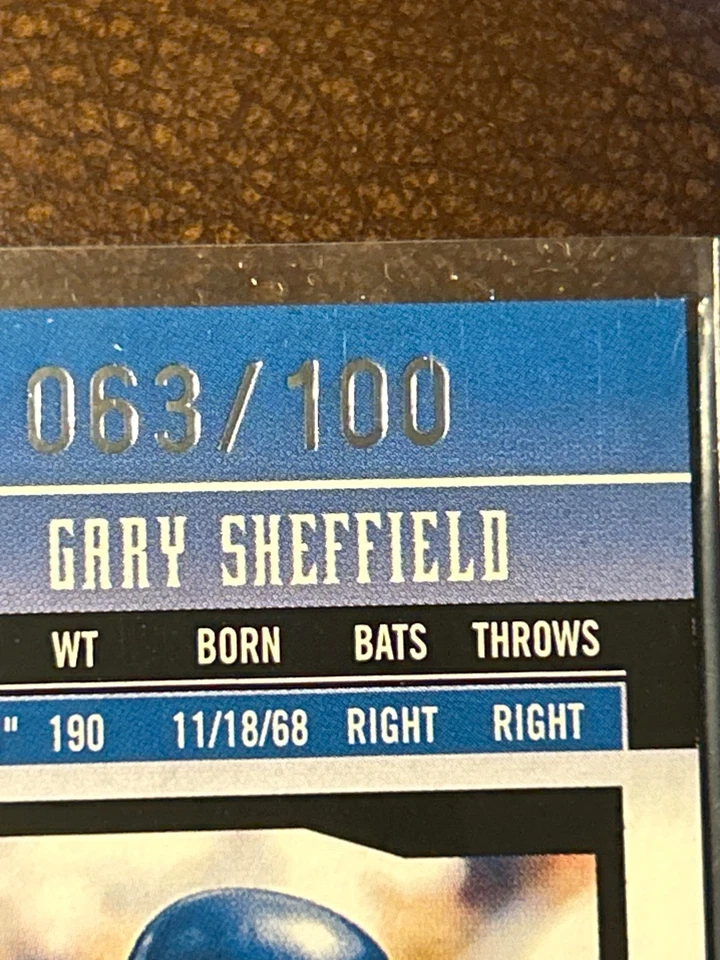 063/100
GARY SHEFFIELD
WT BORN BATS THROWS
" 190 11/18/68 RIGHT RIGHT